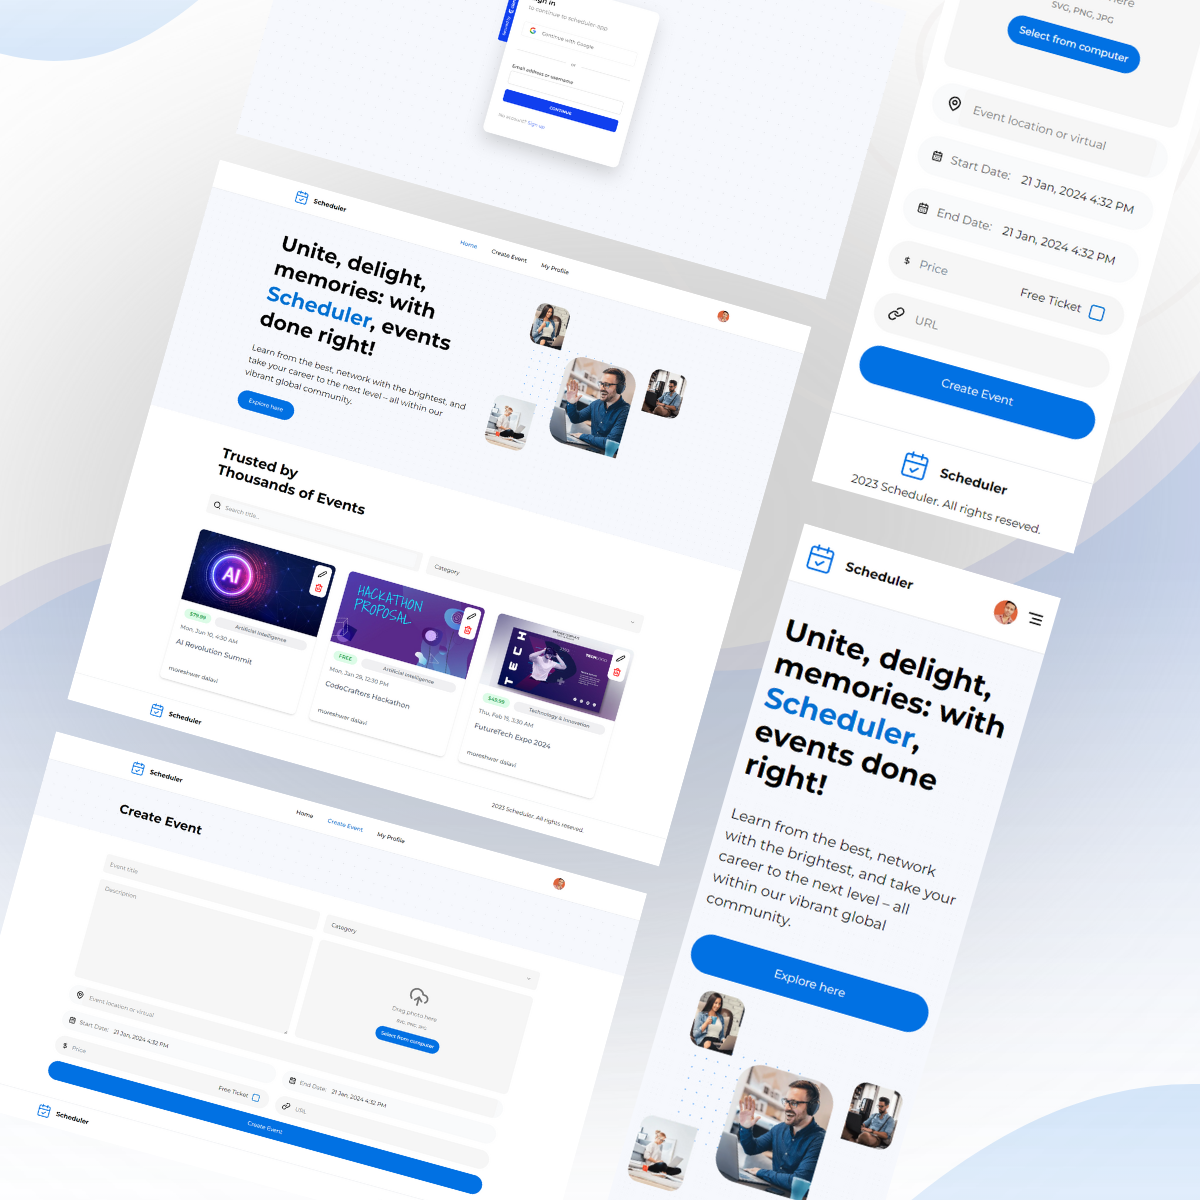 Sign in
to continue to scheduler app
Continue with Google
or
Email address or username
CONTINUE
No account? Sign up
Secured by
Scheduler
Home
Create Event
My Profile
Unite, delight,
memories: with
Scheduler, events
done right!
Learn from the best, network with the brightest, and
take your career to the next level – all within our
vibrant global community.
Explore here
Trusted by
Thousands of Events
Search title...
Category
AI
$79.99
Artificial Intelligence
Mon, Jun 10, 4:30 AM
AI Revolution Summit
moreshwar dalavi
HACKATHON
PROPOSAL
FREE
Artificial Intelligence
Mon, Jan 29, 12:30 PM
CodeCrafters Hackathon
moreshwar dalavi
TECH
$49.99
Technology & Innovation
Thu, Feb 15, 3:30 AM
FutureTech Expo 2024
moreshwar dalavi
Scheduler
2023 Scheduler. All rights reseved.
Scheduler
Home
Create Event
My Profile
Create Event
Event title
Category
Description
Drag photo here
SVG, PNG, JPG
Select from computer
Event location or virtual
Start Date: 21 Jan, 2024 4:32 PM
End Date: 21 Jan, 2024 4:32 PM
$ Price
Free Ticket
URL
Create Event
Scheduler
here
SVG, PNG, JPG
Select from computer
Event location or virtual
Start Date: 21 Jan, 2024 4:32 PM
End Date: 21 Jan, 2024 4:32 PM
$ Price
Free Ticket
URL
Create Event
Scheduler
2023 Scheduler. All rights reseved.
Scheduler
Unite, delight,
memories: with
Scheduler,
events done
right!
Learn from the best, network
with the brightest, and take your
career to the next level – all
within our vibrant global
community.
Explore here